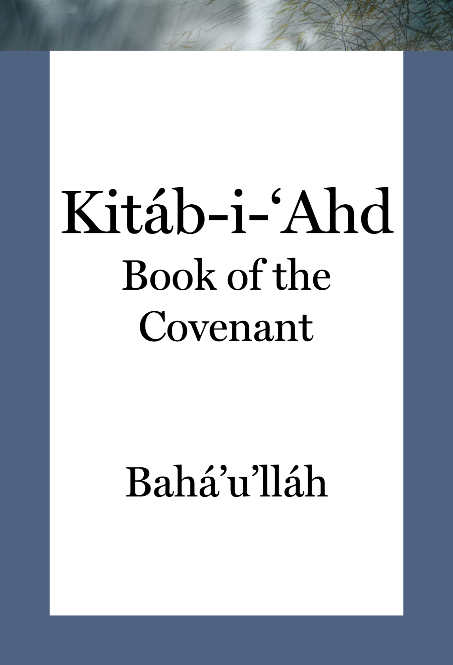 Kitáb-i-‘Ahd
Book of the
Covenant
Bahá’u’lláh